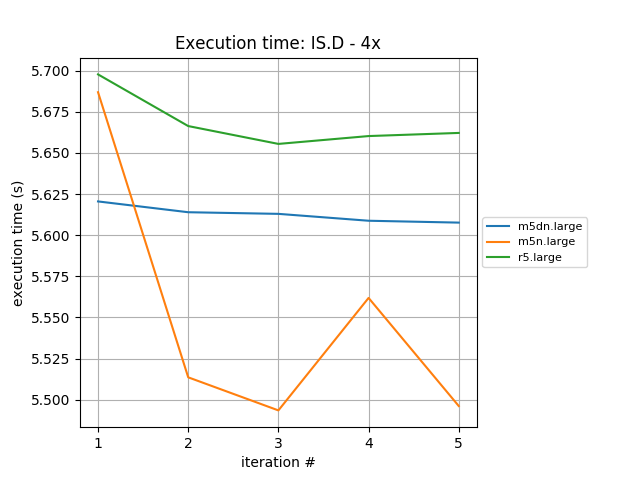 Execution time: IS.D - 4x
execution time (s)
5.700
5.675
5.650
5.625
5.600
5.575
5.550
5.525
5.500
1 2 3 4 5
iteration #
m5dn.large
m5n.large
r5.large